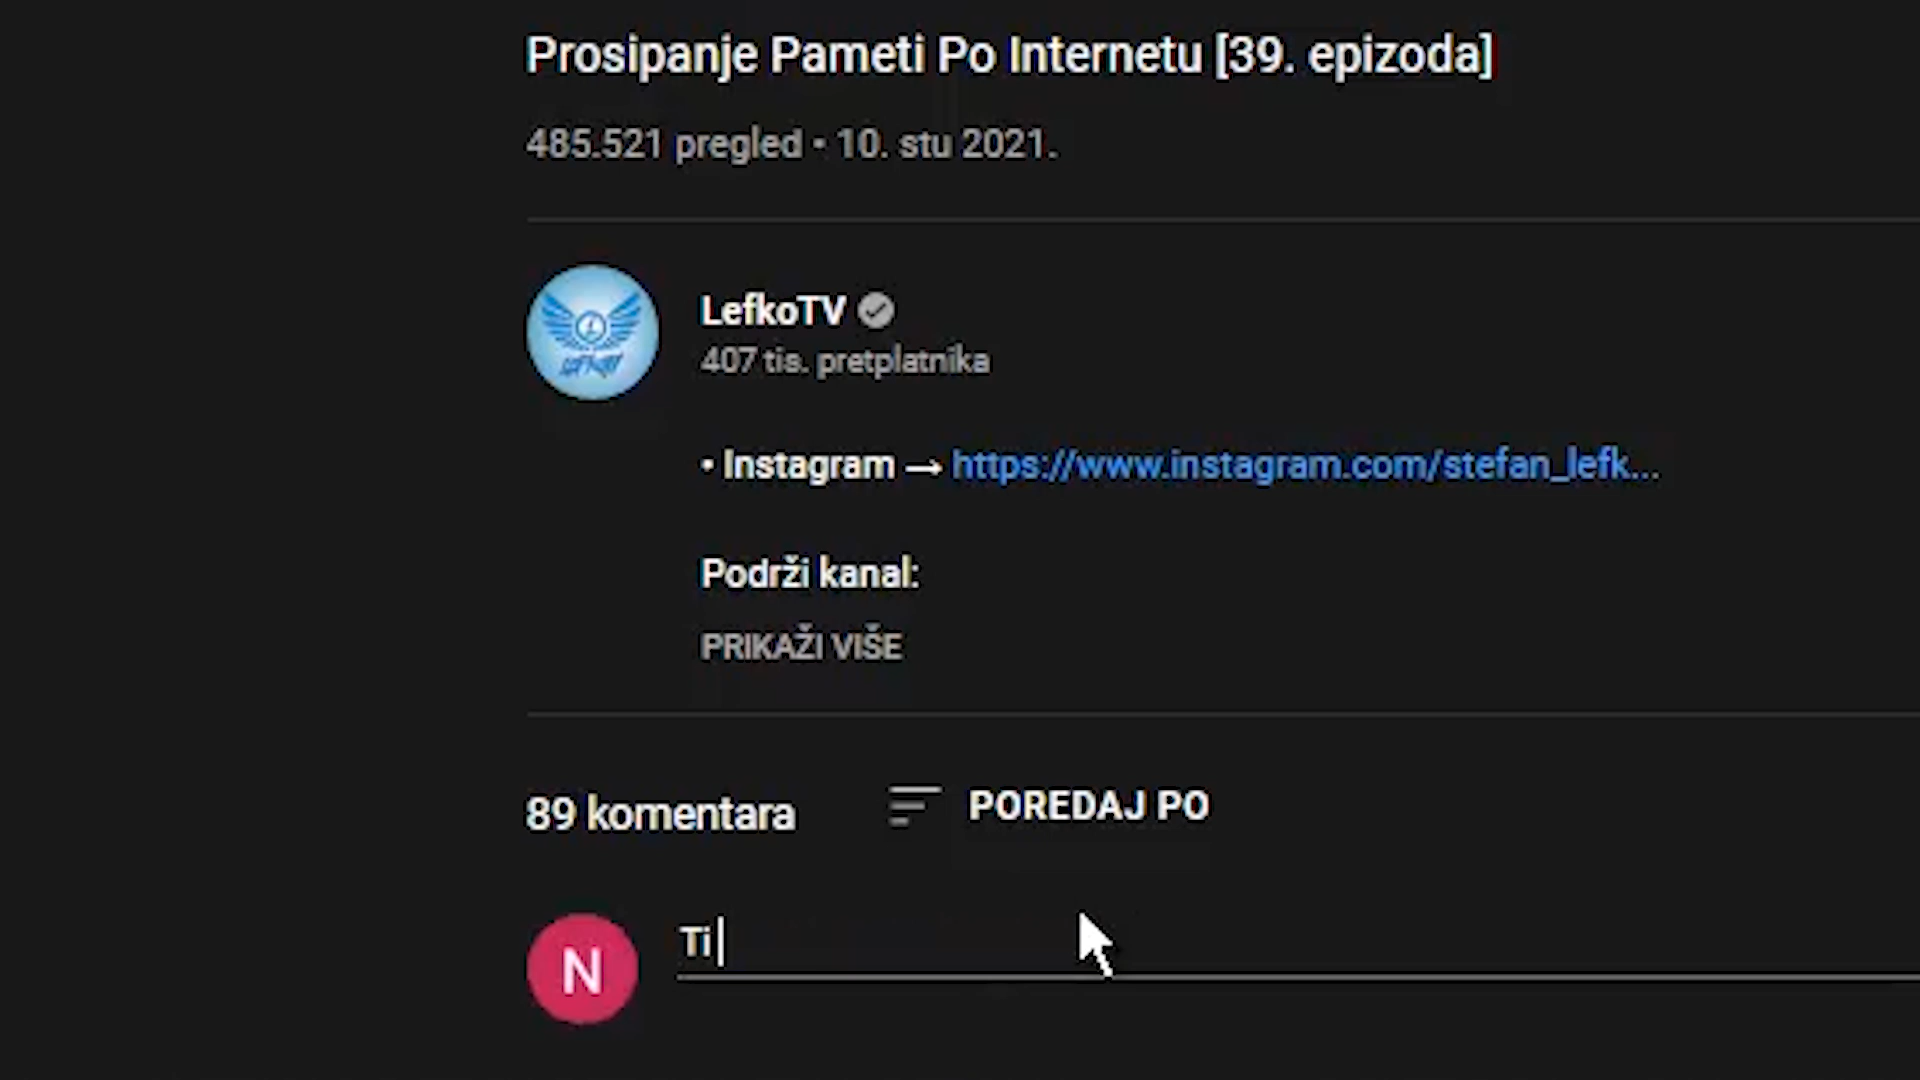 Prosipanje Pameti Po Internetu [39. epizoda]
485.521 pregled • 10. stu 2021.
LefkoTV
407 tis. pretplatnika
• Instagram → https://www.instagram.com/stefan_lefk...
Podrži kanal:
PRIKAŽI VIŠE
89 komentara
POREDAJ PO
N
Ti